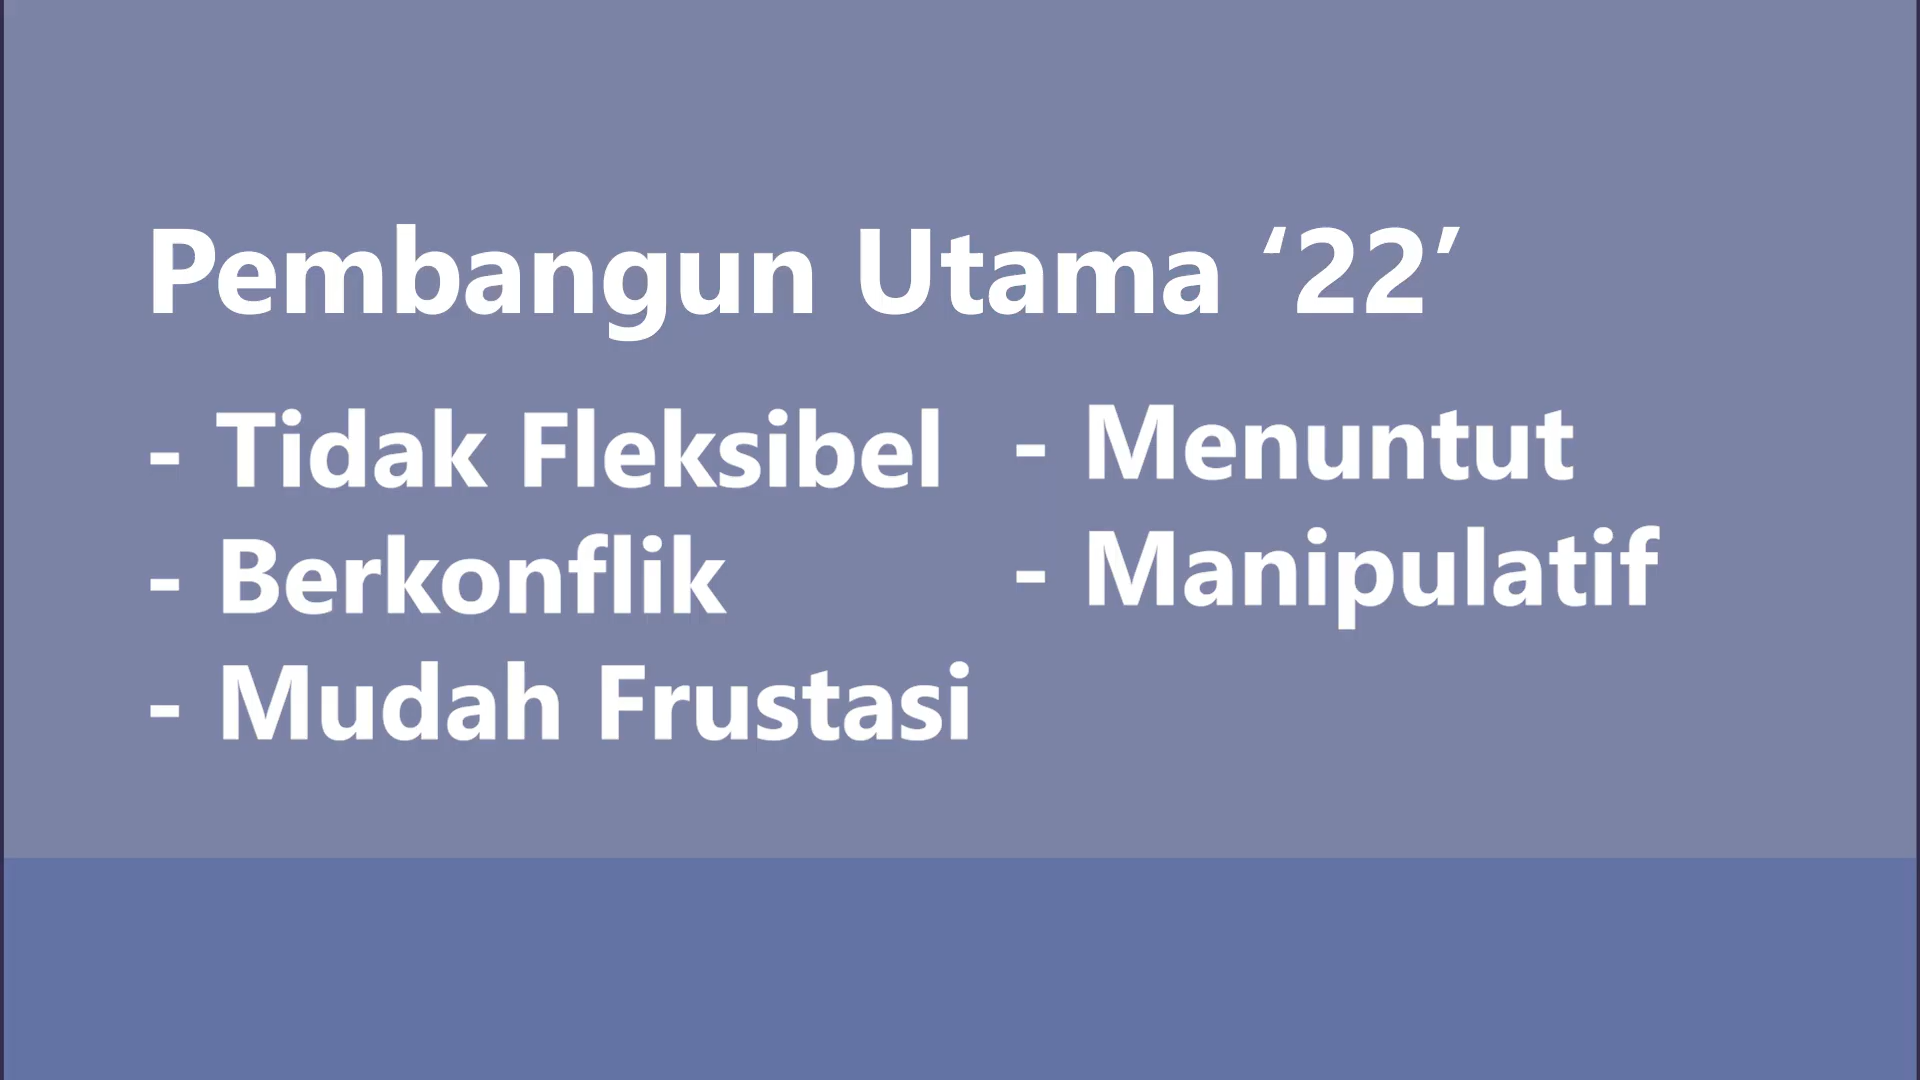 Pembangun Utama ‘22’
- Tidak Fleksibel
- Berkonflik
- Mudah Frustasi
- Menuntut
- Manipulatif